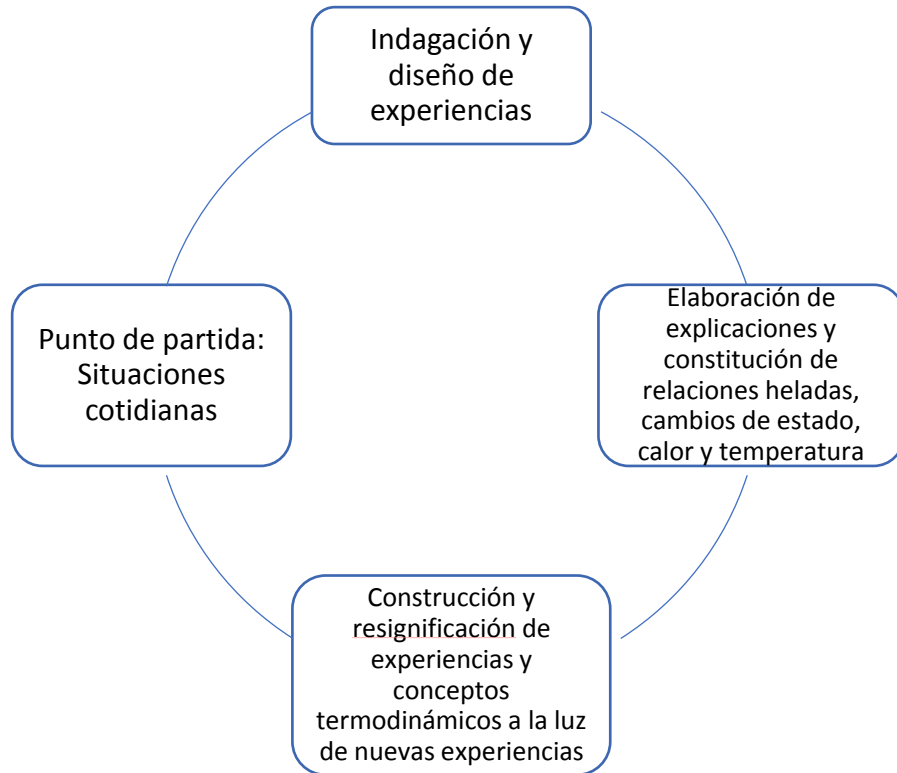 Indagación y
diseño de
experiencias
Punto de partida:
Situaciones
cotidianas
Elaboración de
explicaciones y
constitución de
relaciones heladas,
cambios de estado,
calor y temperatura
Construcción y
resignificación de
experiencias y
conceptos
termodinámicos a la luz
de nuevas experiencias